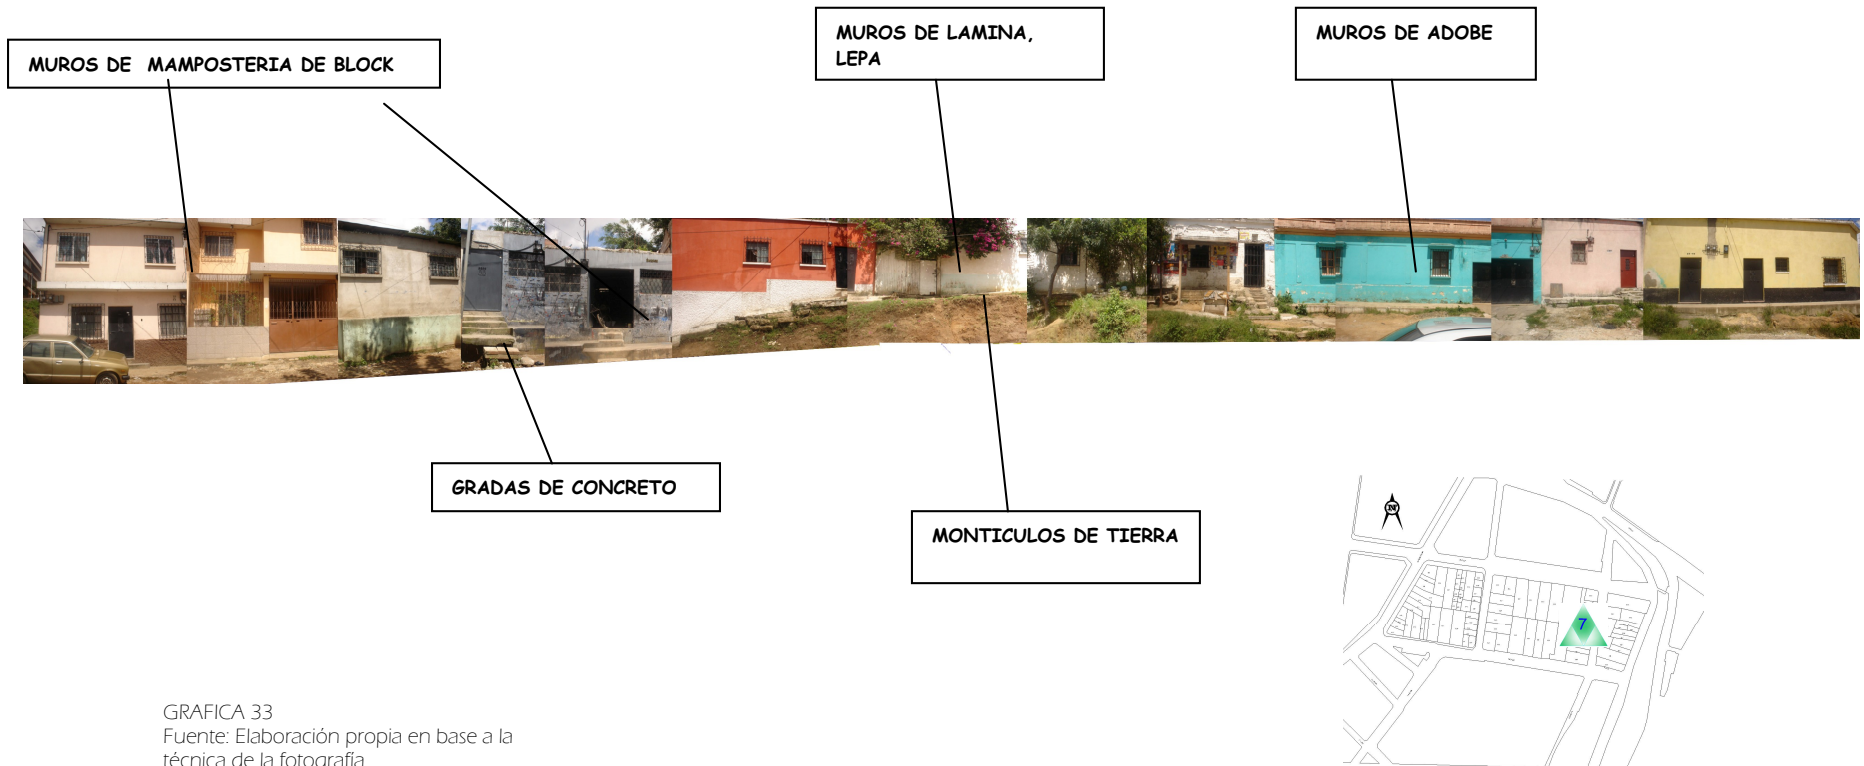 MUROS DE MAMPOSTERIA DE BLOCK
MUROS DE LAMINA,
LEPA
MUROS DE ADOBE
GRADAS DE CONCRETO
MONTICULOS DE TIERRA
N
7
GRAFICA 33
Fuente: Elaboración propia en base a la
técnica de la fotografía